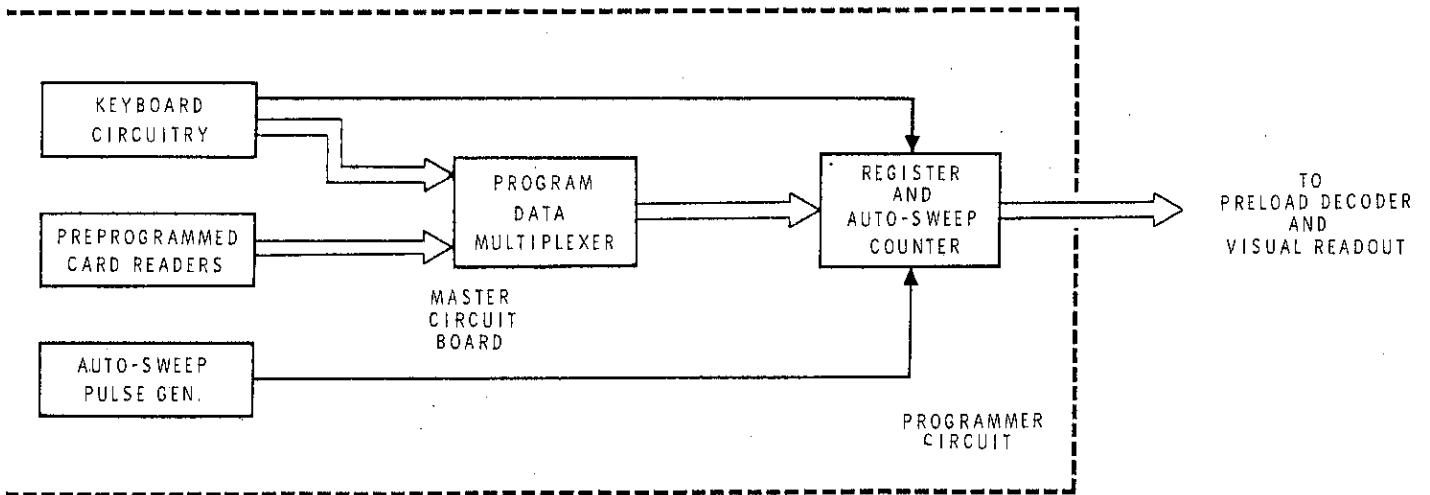 KEYBOARD
CIRCUITRY
PREPROGRAMMED
CARD READERS
AUTO-SWEEP
PULSE GEN.
PROGRAM
DATA
MULTIPLEXER
MASTER
CIRCUIT
BOARD
REGISTER
AND
AUTO-SWEEP
COUNTER
PROGRAMMER
CIRCUIT
TO
PRELOAD DECODER
AND
VISUAL READOUT